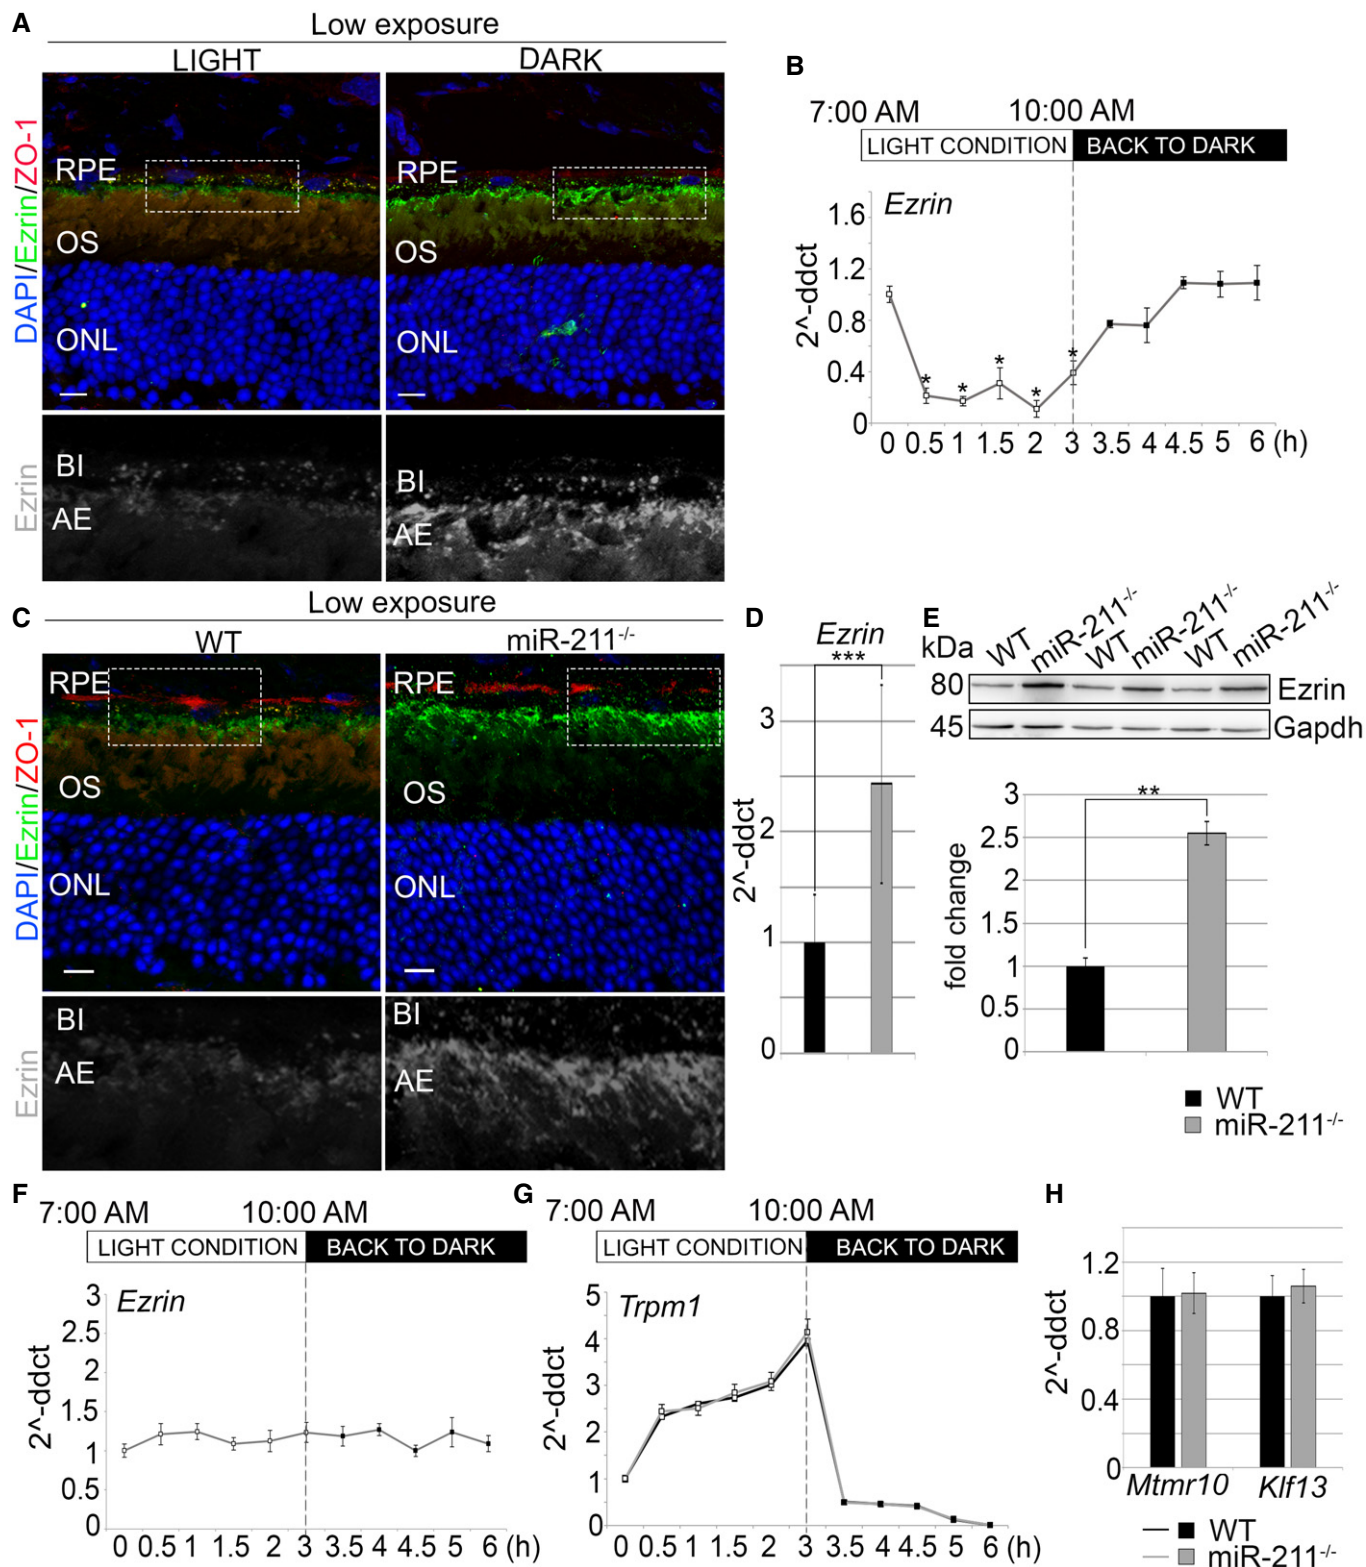 A
Low exposure
LIGHT DARK
DAPI/Ezrin/ZO-1
RPE
OS
ONL
RPE
OS
ONL
Ezrin
BI
AE
BI
AE
B
7:00 AM 10:00 AM
LIGHT CONDITION BACK TO DARK
Ezrin
2^-ddct
1.6
1.2
0.8
0.4
0
* * * * *
0 0.5 1 1.5 2 3 3.5 4 4.5 5 6 (h)
C
Low exposure
WT miR-211-/-
DAPI/Ezrin/ZO-1
RPE
OS
ONL
RPE
OS
ONL
Ezrin
BI
AE
BI
AE
D
Ezrin
***
2^-ddct
3
2
1
0
E
kDa WT miR-211-/- WT miR-211-/- WT miR-211-/-
80 Ezrin
45 Gapdh
**
fold change
3
2.5
2
1.5
1
0.5
0
WT
miR-211-/-
F
7:00 AM 10:00 AM
LIGHT CONDITION BACK TO DARK
Ezrin
2^-ddct
3
2.5
2
1.5
1
0.5
0
0 0.5 1 1.5 2 3 3.5 4 4.5 5 6 (h)
G
7:00 AM 10:00 AM
LIGHT CONDITION BACK TO DARK
Trpm1
2^-ddct
5
4
3
2
1
0
0 0.5 1 1.5 2 3 3.5 4 4.5 5 6 (h)
H
2^-ddct
1.2
0.8
0.4
0
Mtmr10 Klf13
WT
miR-211-/-